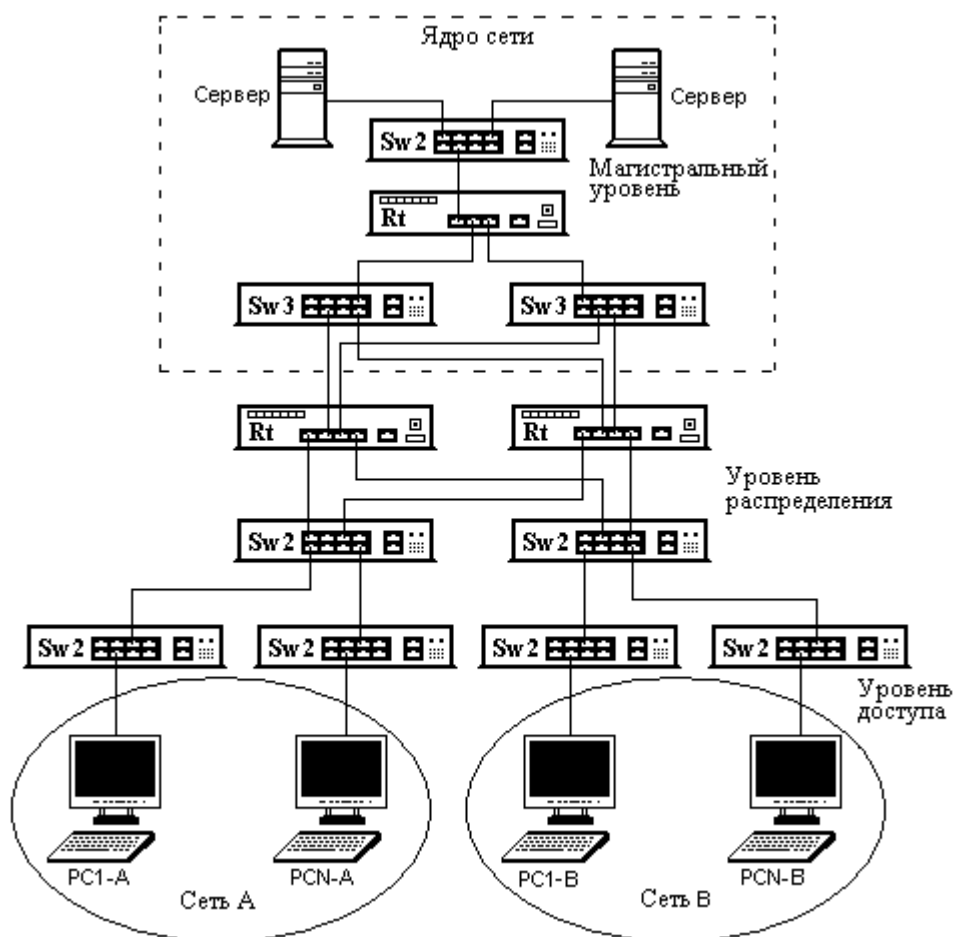 Ядро сети
Сервер
Сервер
Sw 2
Магистральный
уровень
Rt
Sw 3
Sw 3
Rt
Rt
Уровень
распределения
Sw 2
Sw 2
Sw 2
Sw 2
Sw 2
Sw 2
Уровень
доступа
PC1-A
PCN-A
PC1-B
PCN-B
Сеть А
Сеть В